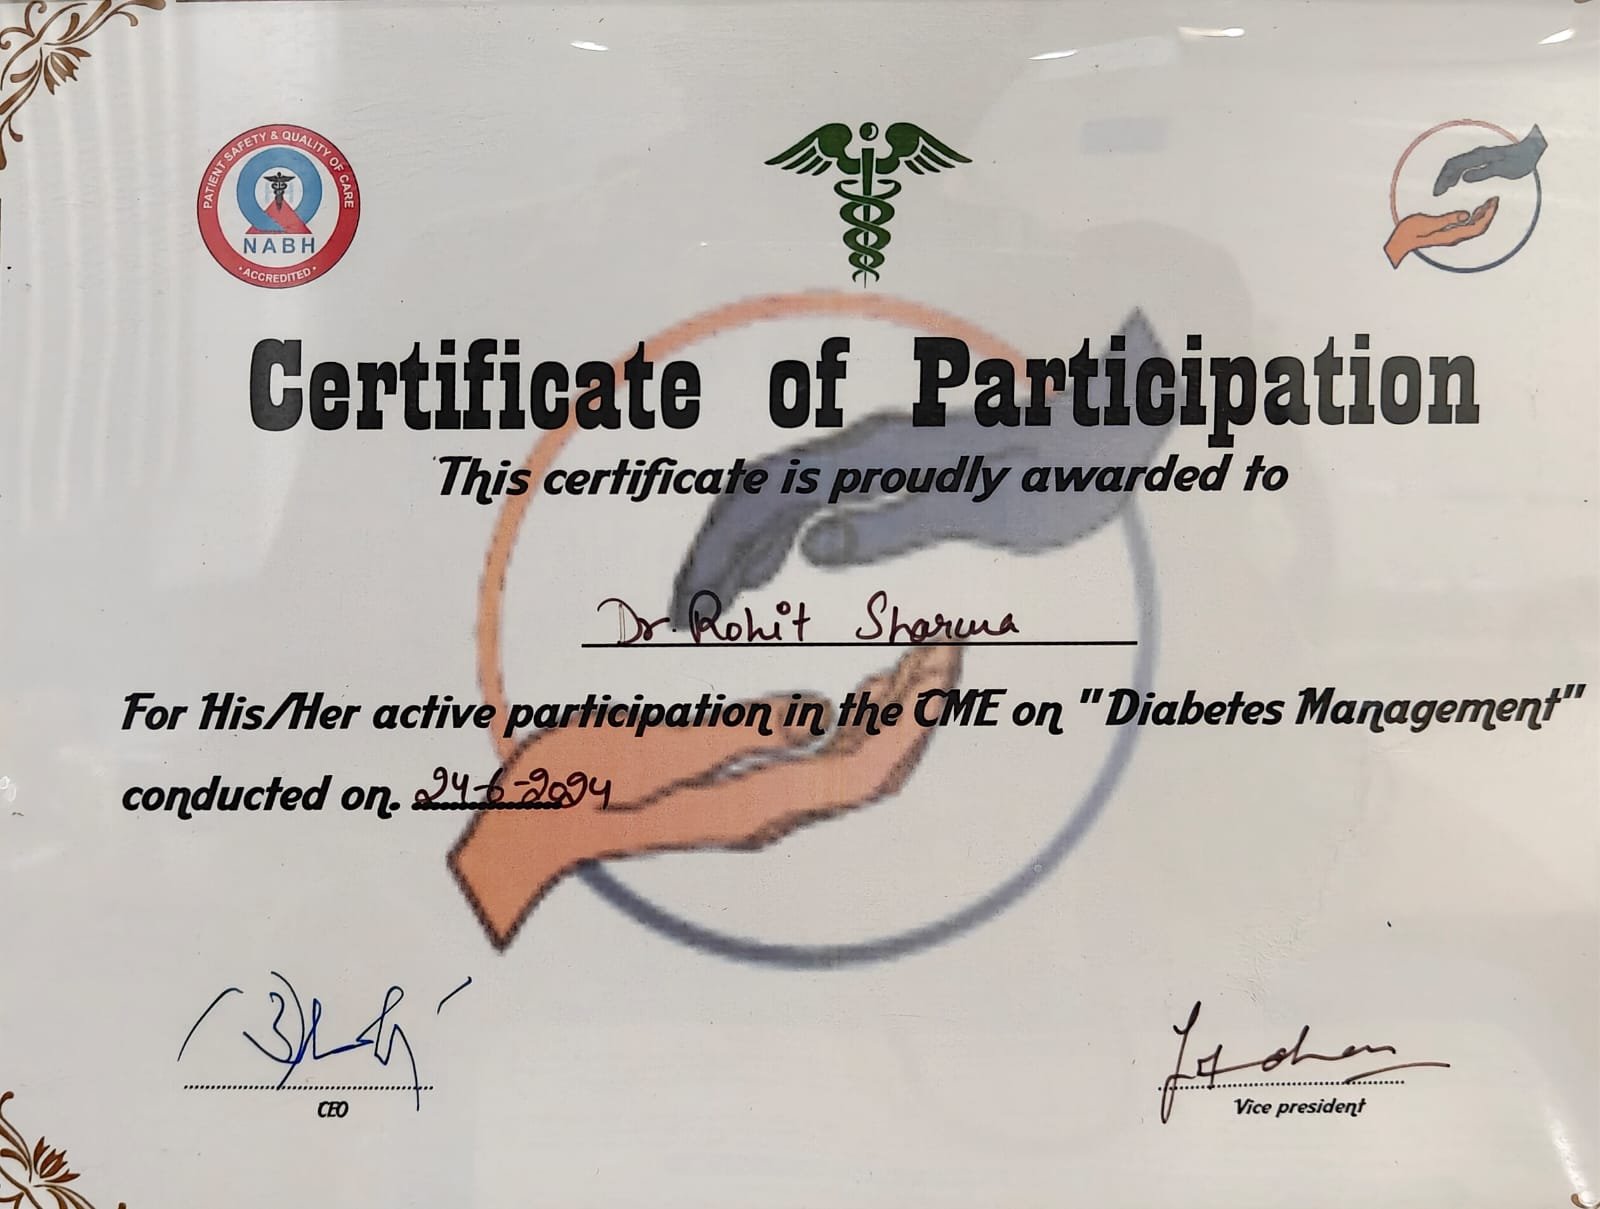 PATIENT SAFETY & QUALITY OF CARE
NABH
• ACCREDITED •
Certificate of Participation
This certificate is proudly awarded to
Dr. Rohit Sharma
For His/Her active participation in the CME on "Diabetes Management"
conducted on. 24-6-2024
CEO
Vice president